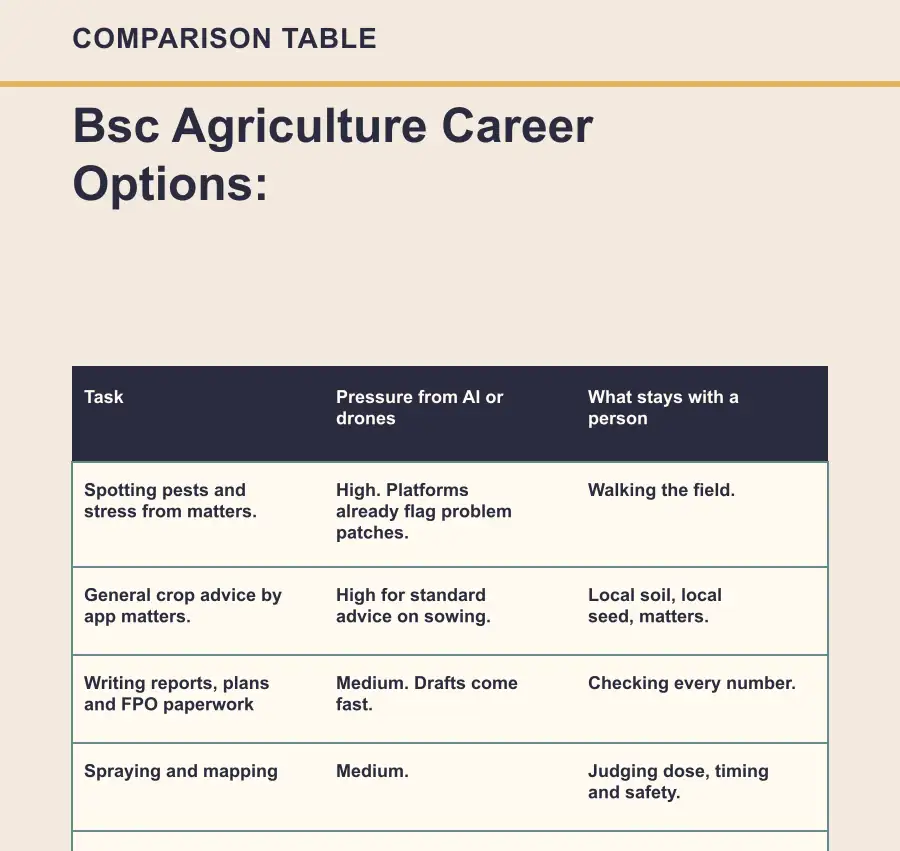 COMPARISON TABLE
Bsc Agriculture Career
Options:
Task
Pressure from AI or
drones
What stays with a
person
Spotting pests and
stress from matters.
High. Platforms
already flag problem
patches.
Walking the field.
General crop advice by
app matters.
High for standard
advice on sowing.
Local soil, local
seed, matters.
Writing reports, plans
and FPO paperwork
Medium. Drafts come
fast.
Checking every number.
Spraying and mapping
Medium.
Judging dose, timing
and safety.